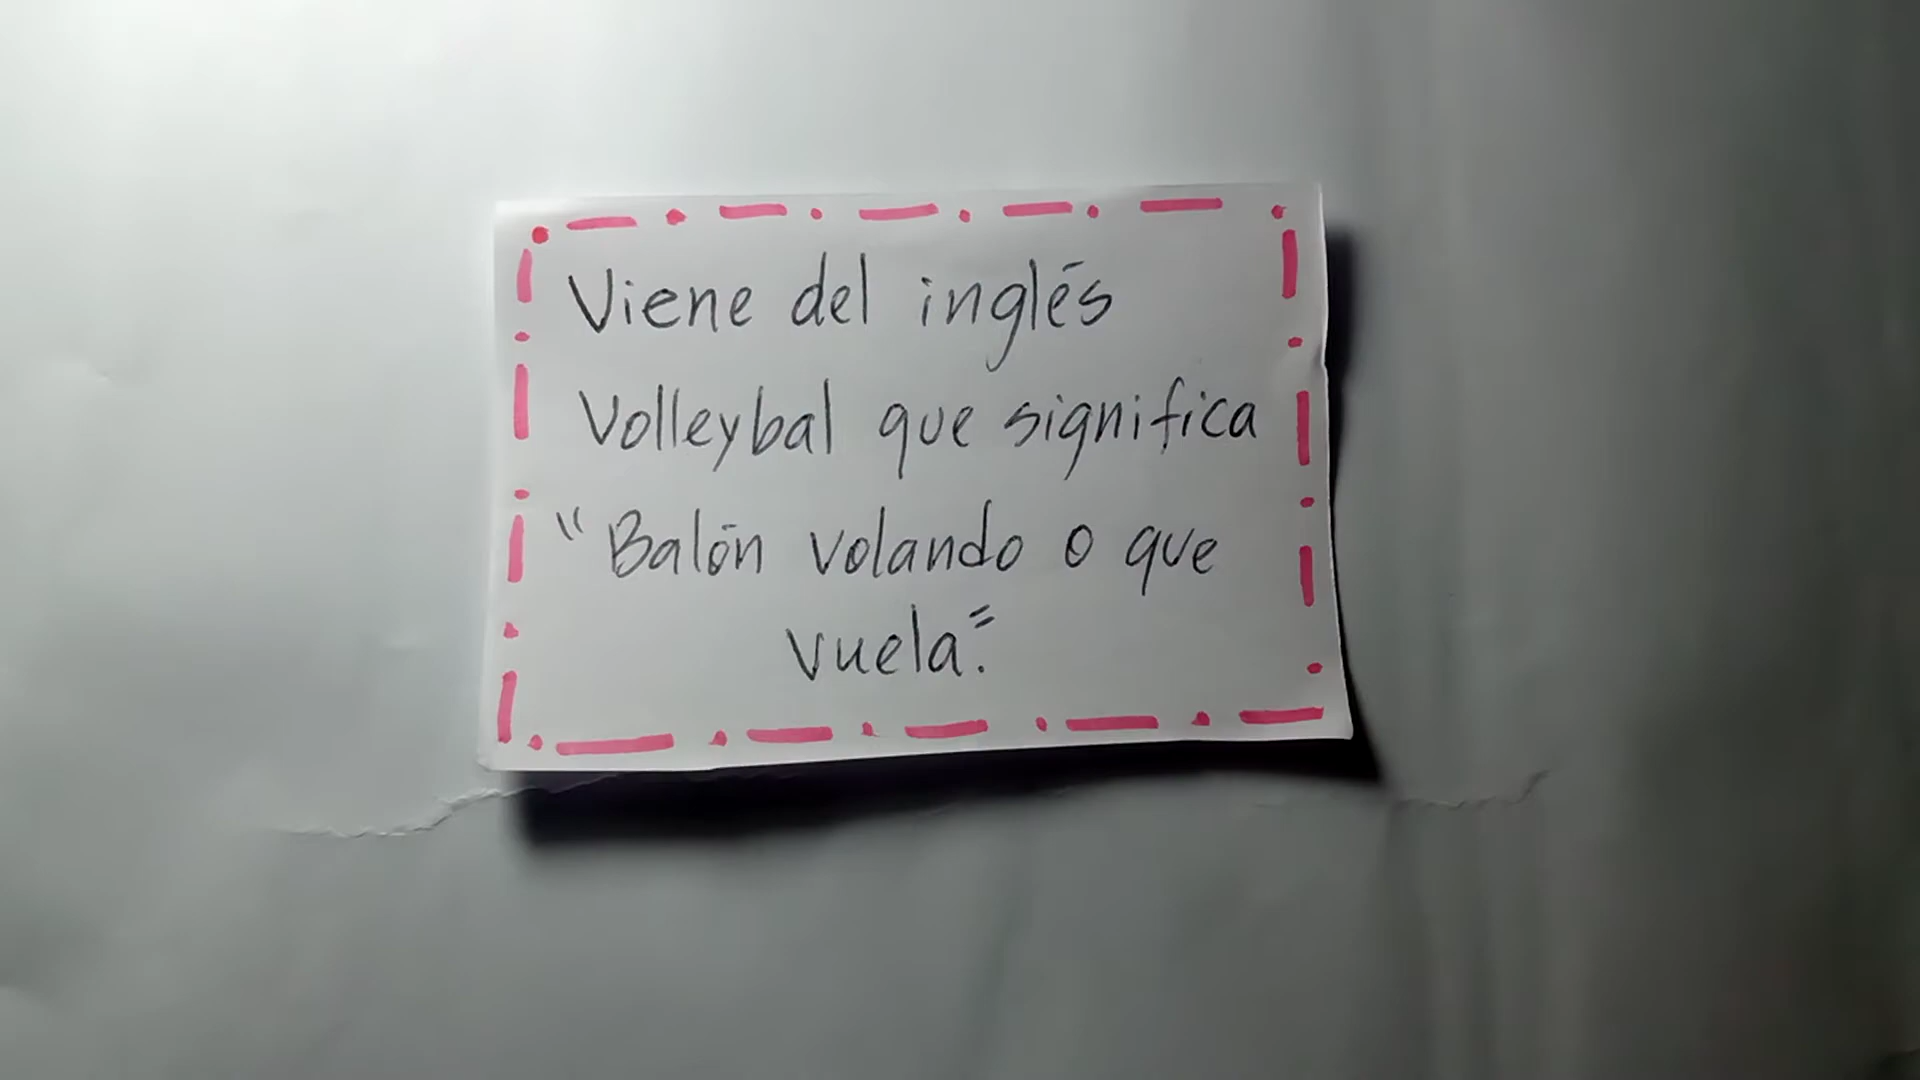 Viene del inglés
Volleybal que significa
"Balón volando o que
vuela".